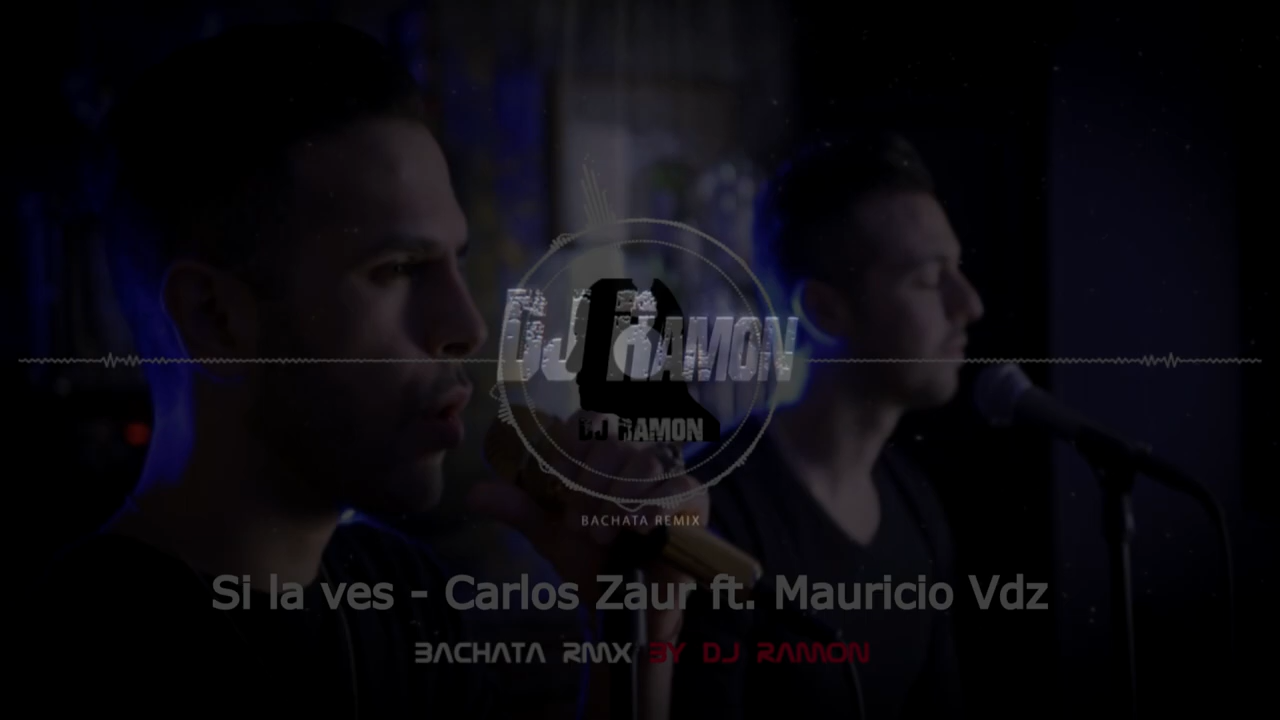 DJ RAMON
DJ RAMON
BACHATA REMIX
Si la ves - Carlos Zaur ft. Mauricio Vdz
BACHATA RMX BY DJ RAMON